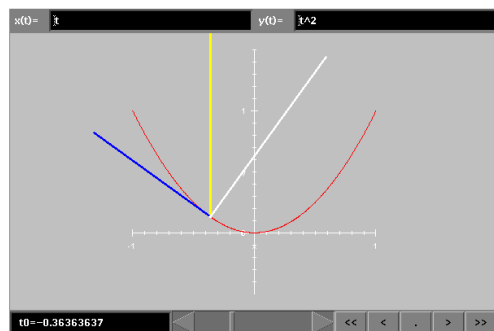 x(t)= t y(t)= t^2
1
-1 1
t0=-0.36363637 << < . > >>